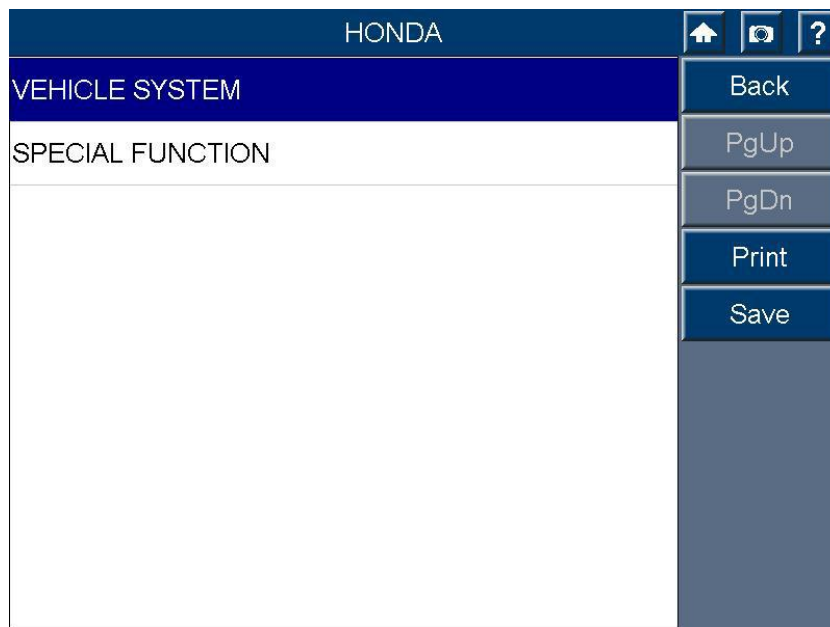 HONDA
?
VEHICLE SYSTEM
SPECIAL FUNCTION
Back
PgUp
PgDn
Print
Save